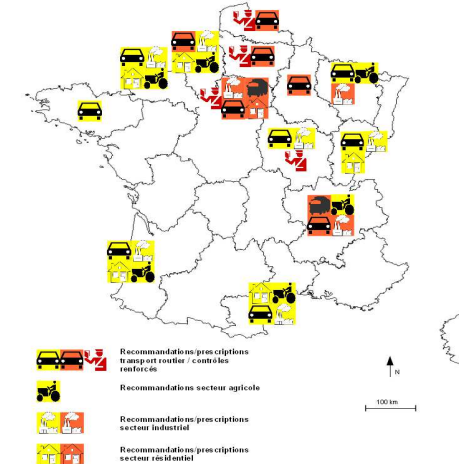 N
100 km
Recommandations/prescriptions
transport routier / contrôles
renforcés
Recommandations secteur agricole
Recommandations/prescriptions
secteur industriel
Recommandations/prescriptions
secteur résidentiel